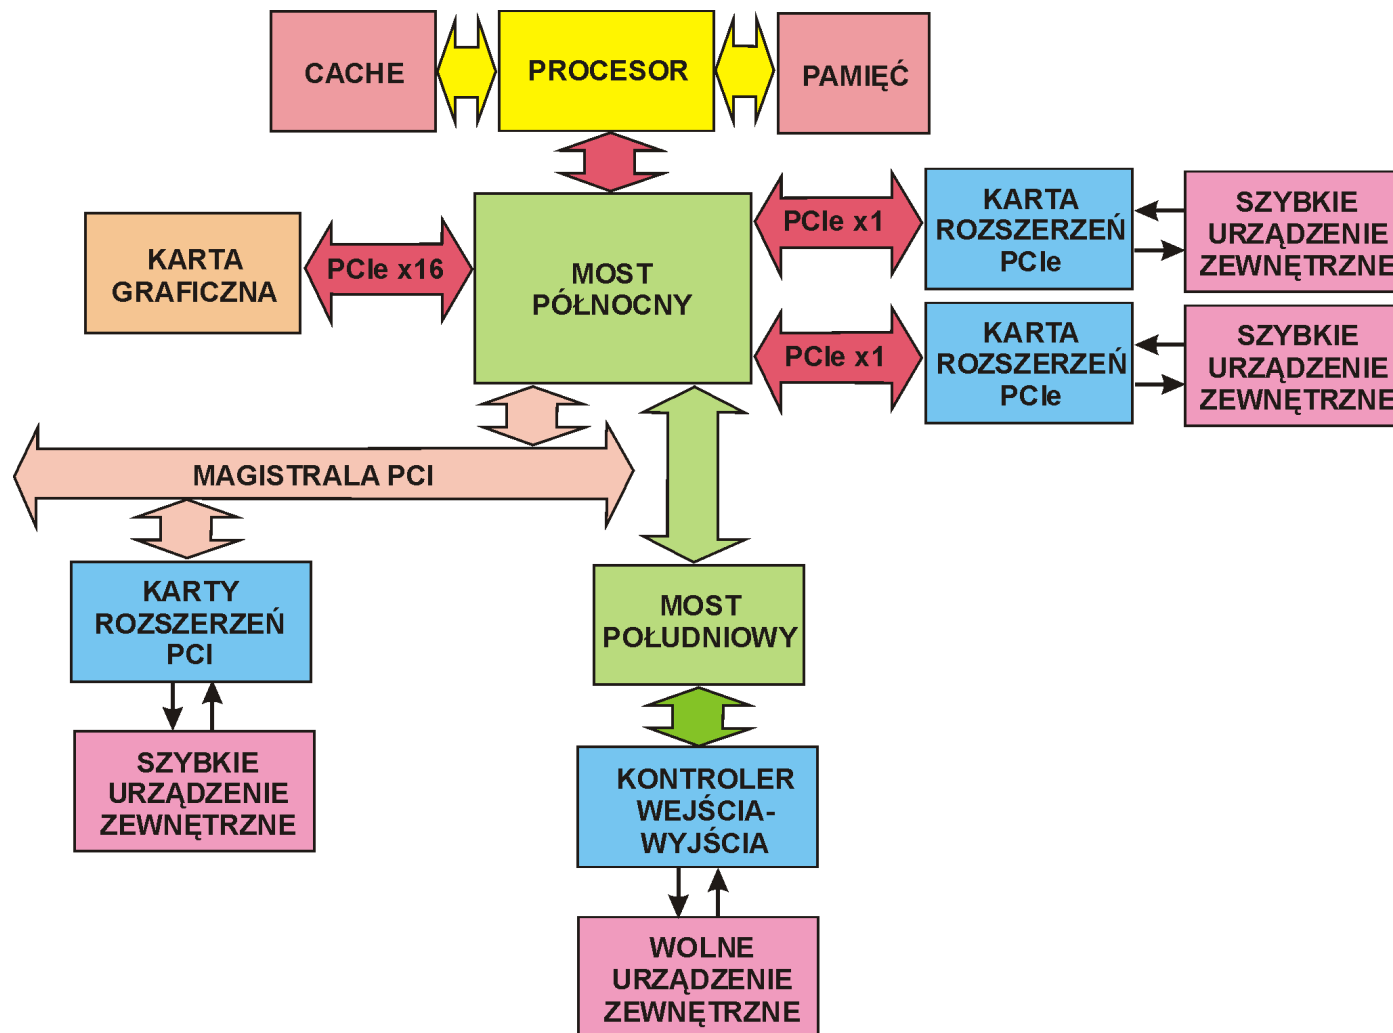 CACHE
PROCESOR
PAMIĘĆ
KARTA
GRAFICZNA
PCIe x16
MOST
PÓŁNOCNY
PCIe x1
KARTA
ROZSZERZEŃ
PCIe
SZYBKIE
URZĄDZENIE
ZEWNĘTRZNE
PCIe x1
KARTA
ROZSZERZEŃ
PCIe
SZYBKIE
URZĄDZENIE
ZEWNĘTRZNE
MAGISTRALA PCI
KARTY
ROZSZERZEŃ
PCI
SZYBKIE
URZĄDZENIE
ZEWNĘTRZNE
MOST
POŁUDNIOWY
KONTROLER
WEJŚCIA-
WYJŚCIA
WOLNE
URZĄDZENIE
ZEWNĘTRZNE